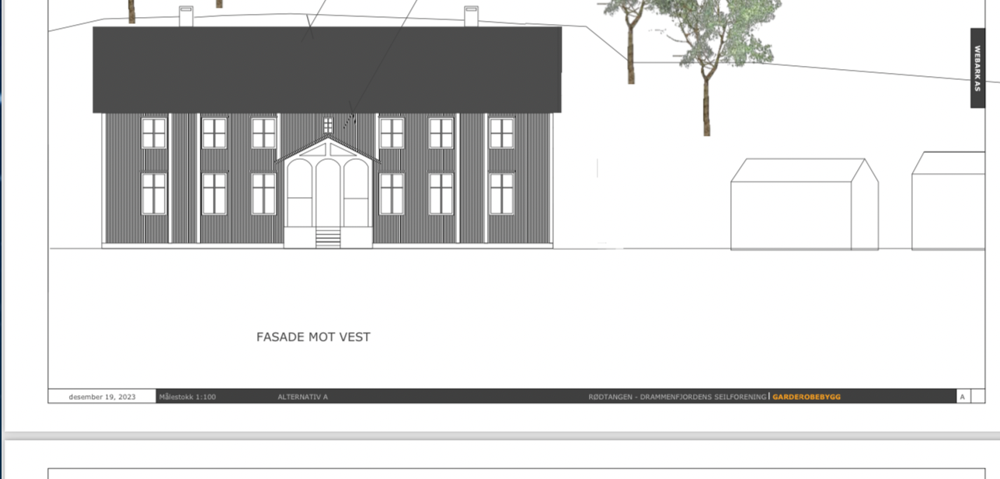 WEBARK AS
FASADE MOT VEST
desember 19, 2023
Målestokk 1:100
ALTERNATIV A
RØDTANGEN - DRAMMENFJORDENS SEILFORENING | GARDEROBEBYGG
A